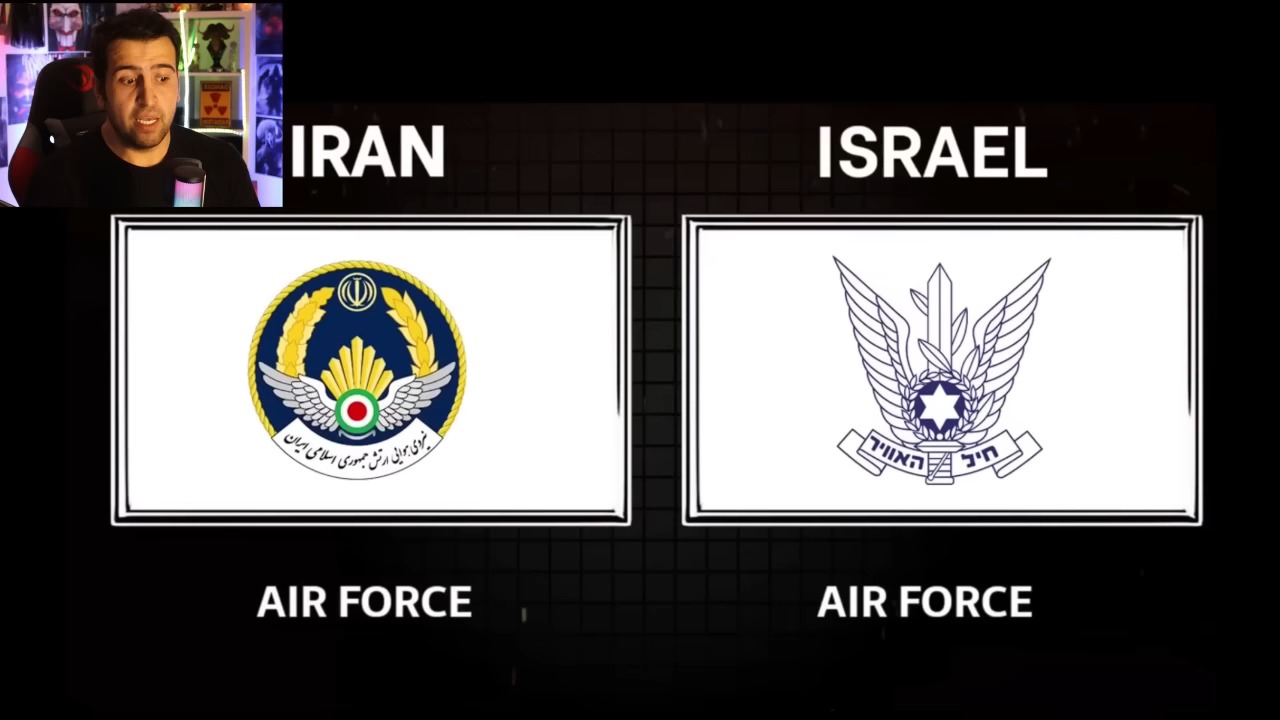 IRAN
ISRAEL
نیروی هوایی ارتش جمهوری اسلامی ایران
חיל האוויר
AIR FORCE
AIR FORCE